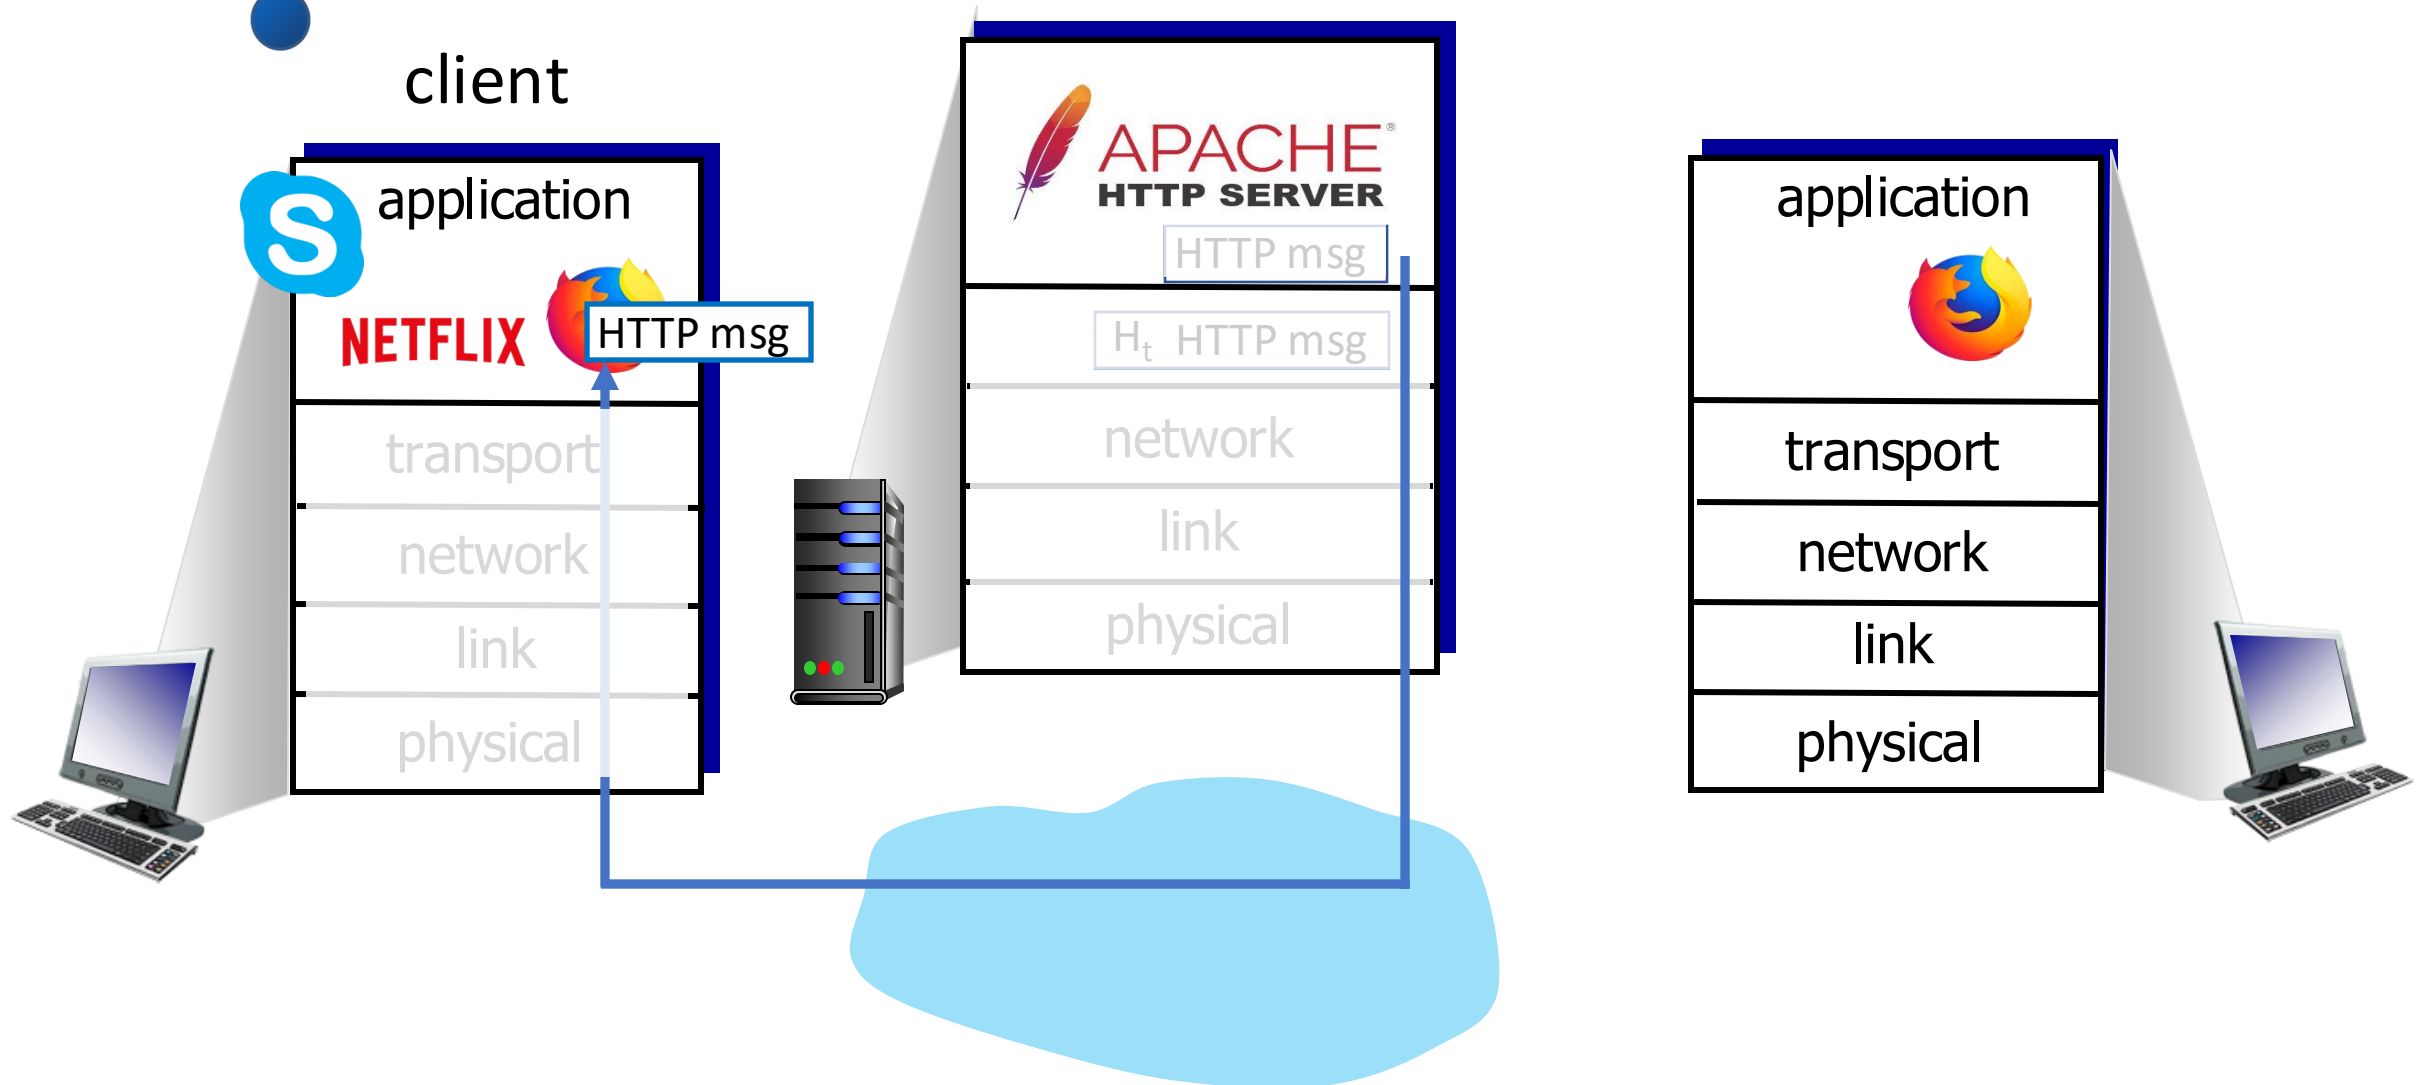 client
application
NETFLIX
HTTP msg
transport
network
link
physical
APACHE®
HTTP SERVER
HTTP msg
Ht HTTP msg
network
link
physical
application
transport
network
link
physical